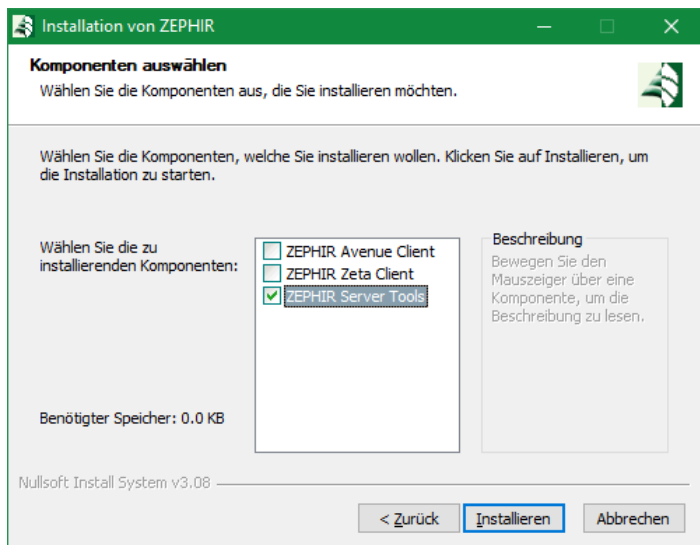 Installation von ZEPHIR
Komponenten auswählen
Wählen Sie die Komponenten aus, die Sie installieren möchten.
Wählen Sie die Komponenten, welche Sie installieren wollen. Klicken Sie auf Installieren, um
die Installation zu starten.
Wählen Sie die zu
installierenden Komponenten:
ZEPHIR Avenue Client
ZEPHIR Zeta Client
ZEPHIR Server Tools
Beschreibung
Bewegen Sie den
Mauszeiger über eine
Komponente, um die
Beschreibung zu lesen.
Benötigter Speicher: 0.0 KB
Nullsoft Install System v3.08
< Zurück
Installieren
Abbrechen